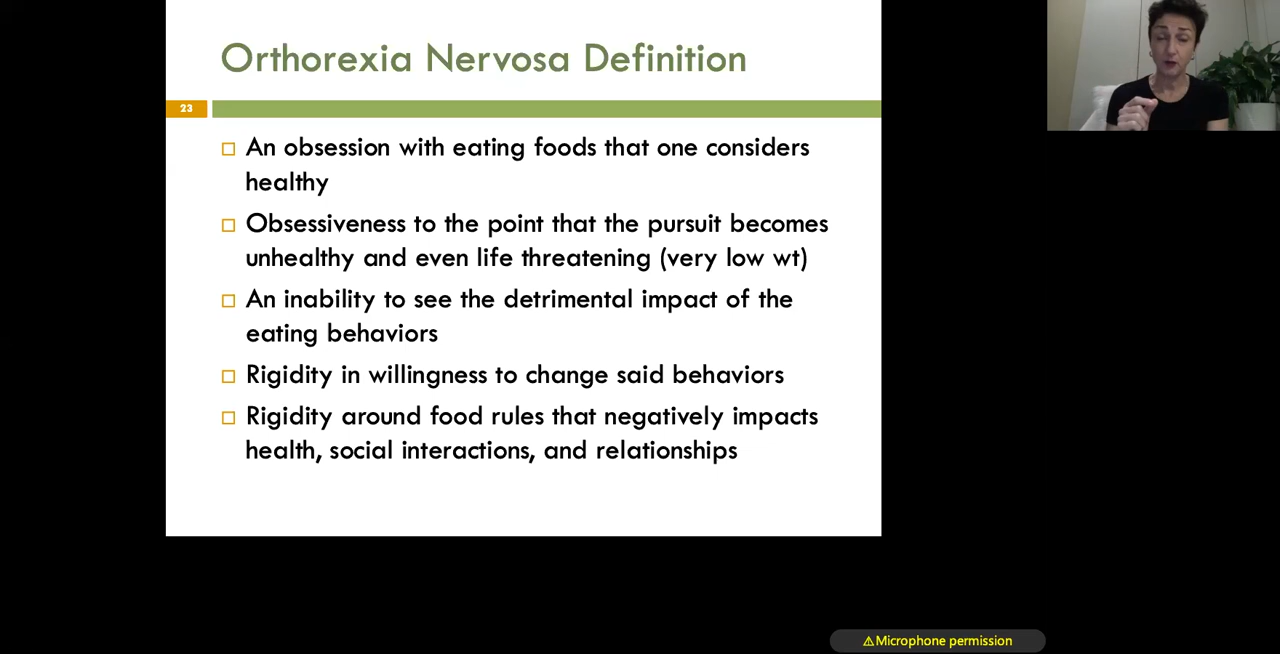 Orthorexia Nervosa Definition
23
An obsession with eating foods that one considers
healthy
Obsessiveness to the point that the pursuit becomes
unhealthy and even life threatening (very low wt)
An inability to see the detrimental impact of the
eating behaviors
Rigidity in willingness to change said behaviors
Rigidity around food rules that negatively impacts
health, social interactions, and relationships
⚠Microphone permission